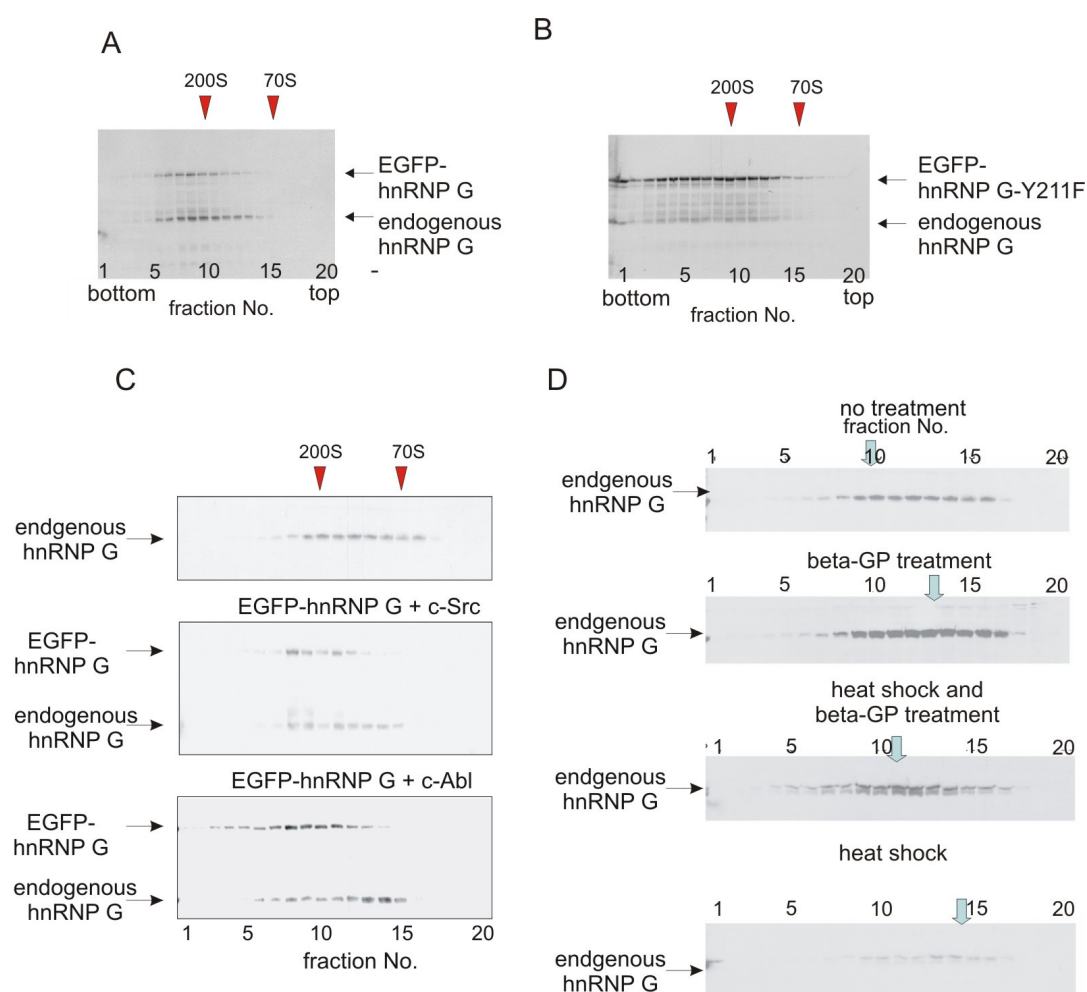 A
200S 70S
EGFP-
hnRNP G
endogenous
hnRNP G
1 5 10 15 20 -
bottom top
fraction No.
B
200S 70S
EGFP-
hnRNP G-Y211F
endogenous
hnRNP G
1 5 10 15 20
bottom top
fraction No.
C
200S 70S
endgenous
hnRNP G
EGFP-hnRNP G + c-Src
EGFP-
hnRNP G
endogenous
hnRNP G
EGFP-hnRNP G + c-Abl
EGFP-
hnRNP G
endogenous
hnRNP G
1 5 10 15 20
fraction No.
D
no treatment
fraction No.
1 5 10 15 20
endgenous
hnRNP G
beta-GP treatment
1 5 10 15 20
endgenous
hnRNP G
heat shock and
beta-GP treatment
1 5 10 15 20
endgenous
hnRNP G
heat shock
1 5 10 15 20
endgenous
hnRNP G